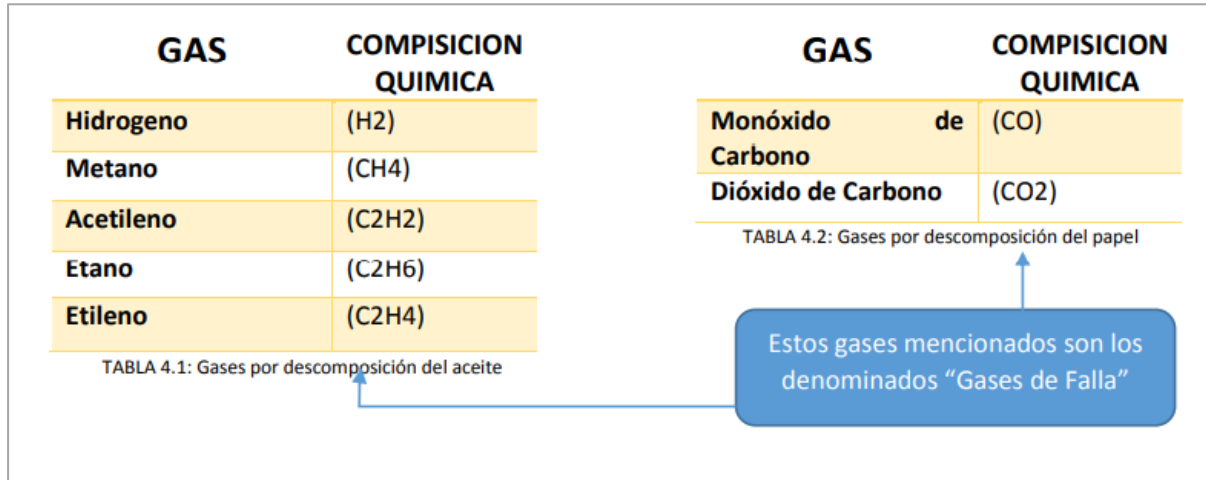 GAS COMPISICION
QUIMICA
Hidrogeno (H2)
Metano (CH4)
Acetileno (C2H2)
Etano (C2H6)
Etileno (C2H4)
TABLA 4.1: Gases por descomposición del aceite
GAS COMPISICION
QUIMICA
Monóxido de (CO)
Carbono
Dióxido de Carbono (CO2)
TABLA 4.2: Gases por descomposición del papel
Estos gases mencionados son los
denominados “Gases de Falla”